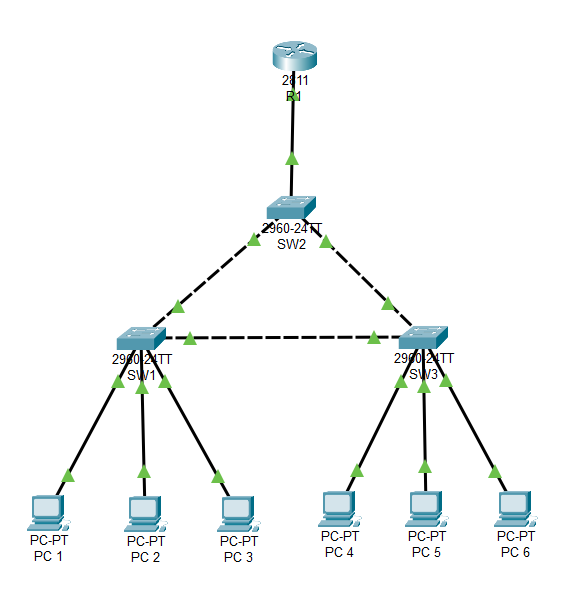 2811
R1
2960-24TT
SW2
2960-24TT
SW1
2960-24TT
SW3
PC-PT
PC 1
PC-PT
PC 2
PC-PT
PC 3
PC-PT
PC 4
PC-PT
PC 5
PC-PT
PC 6